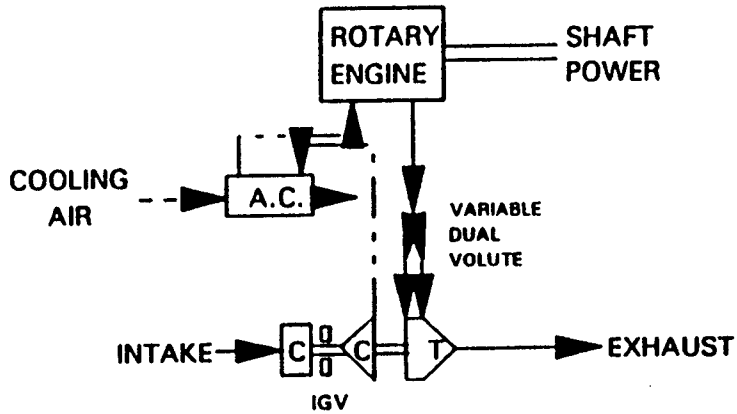 ROTARY
ENGINE
SHAFT
POWER
COOLING
AIR
A.C.
VARIABLE
DUAL
VOLUTE
INTAKE
C
C
T
EXHAUST
IGV